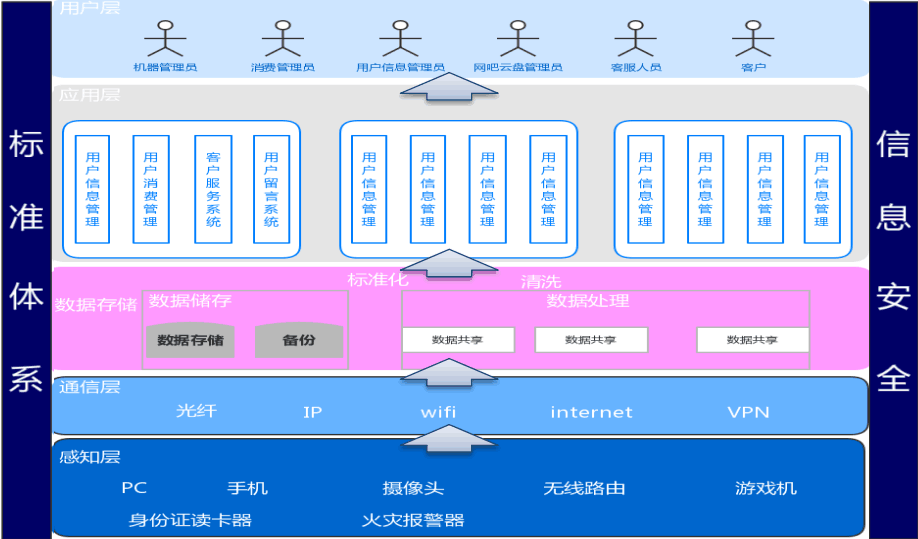 用户层
机器管理员
消费管理员
用户信息管理员
网吧云盘管理员
客服人员
客户
标准体系
信息安全
应用层
用户信息管理
用户消费管理
客户服务系统
用户留言系统
用户信息管理
用户信息管理
用户信息管理
用户信息管理
用户信息管理
用户信息管理
用户信息管理
用户信息管理
标准化
清洗
数据存储
数据储存
数据处理
数据存储
备份
数据共享
数据共享
数据共享
通信层
光纤
IP
wifi
internet
VPN
感知层
PC
手机
摄像头
无线路由
游戏机
身份证读卡器
火灾报警器